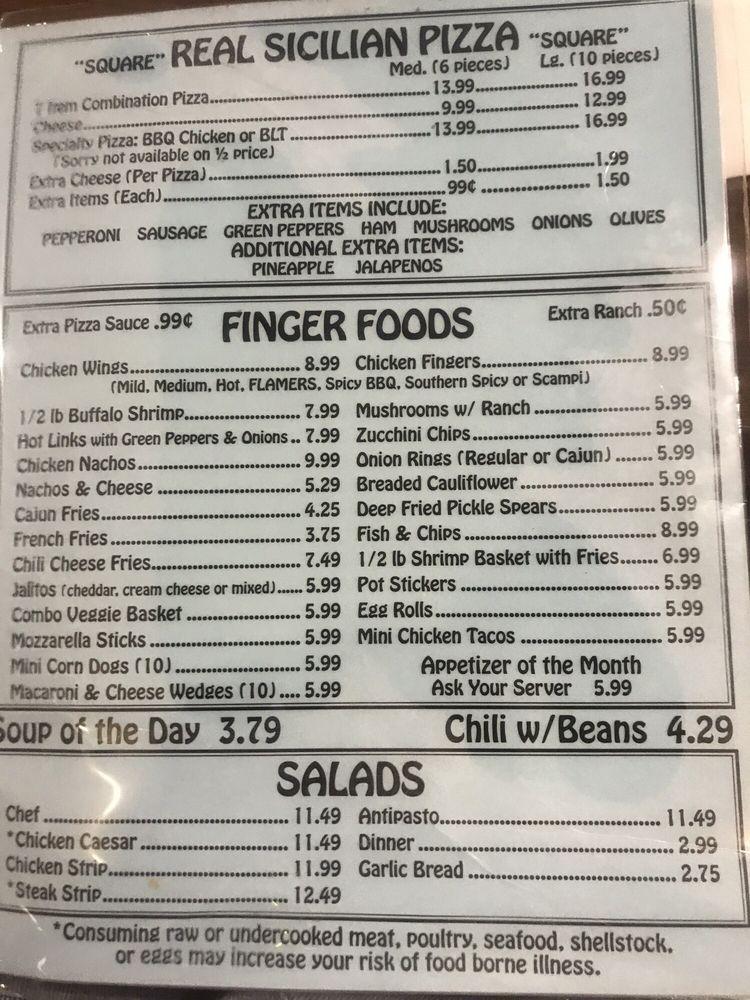 "SQUARE" REAL SICILIAN PIZZA "SQUARE"
Med. (6 pieces) Lg. (10 pieces)
7 Item Combination Pizza 13.99 16.99
Cheese 9.99 12.99
Specialty Pizza: BBQ Chicken or BLT 13.99 16.99
(Sorry not available on ½ price)
Extra Cheese (Per Pizza) 1.50 1.99
Extra Items (Each) 99¢ 1.50
EXTRA ITEMS INCLUDE:
PEPPERONI SAUSAGE GREEN PEPPERS HAM MUSHROOMS ONIONS OLIVES
ADDITIONAL EXTRA ITEMS:
PINEAPPLE JALAPENOS
Extra Pizza Sauce .99¢ FINGER FOODS Extra Ranch .50¢
Chicken Wings 8.99 Chicken Fingers 8.99
(Mild, Medium, Hot, FLAMERS, Spicy BBQ, Southern Spicy or Scampi)
1/2 lb Buffalo Shrimp 7.99 Mushrooms w/ Ranch 5.99
Hot Links with Green Peppers & Onions 7.99 Zucchini Chips 5.99
Chicken Nachos 9.99 Onion Rings (Regular or Cajun) 5.99
Nachos & Cheese 5.29 Breaded Cauliflower 5.99
Cajun Fries 4.25 Deep Fried Pickle Spears 5.99
French Fries 3.75 Fish & Chips 8.99
Chili Cheese Fries 7.49 1/2 lb Shrimp Basket with Fries 6.99
Jalitos (cheddar, cream cheese or mixed) 5.99 Pot Stickers 5.99
Combo Veggie Basket 5.99 Egg Rolls 5.99
Mozzarella Sticks 5.99 Mini Chicken Tacos 5.99
Mini Corn Dogs (10) 5.99 Appetizer of the Month
Macaroni & Cheese Wedges (10) 5.99 Ask Your Server 5.99
Soup of the Day 3.79 Chili w/Beans 4.29
SALADS
Chef 11.49 Antipasto 11.49
*Chicken Caesar 11.49 Dinner 2.99
Chicken Strip 11.99 Garlic Bread 2.75
*Steak Strip 12.49
*Consuming raw or undercooked meat, poultry, seafood, shellstock,
or eggs may increase your risk of food borne illness.